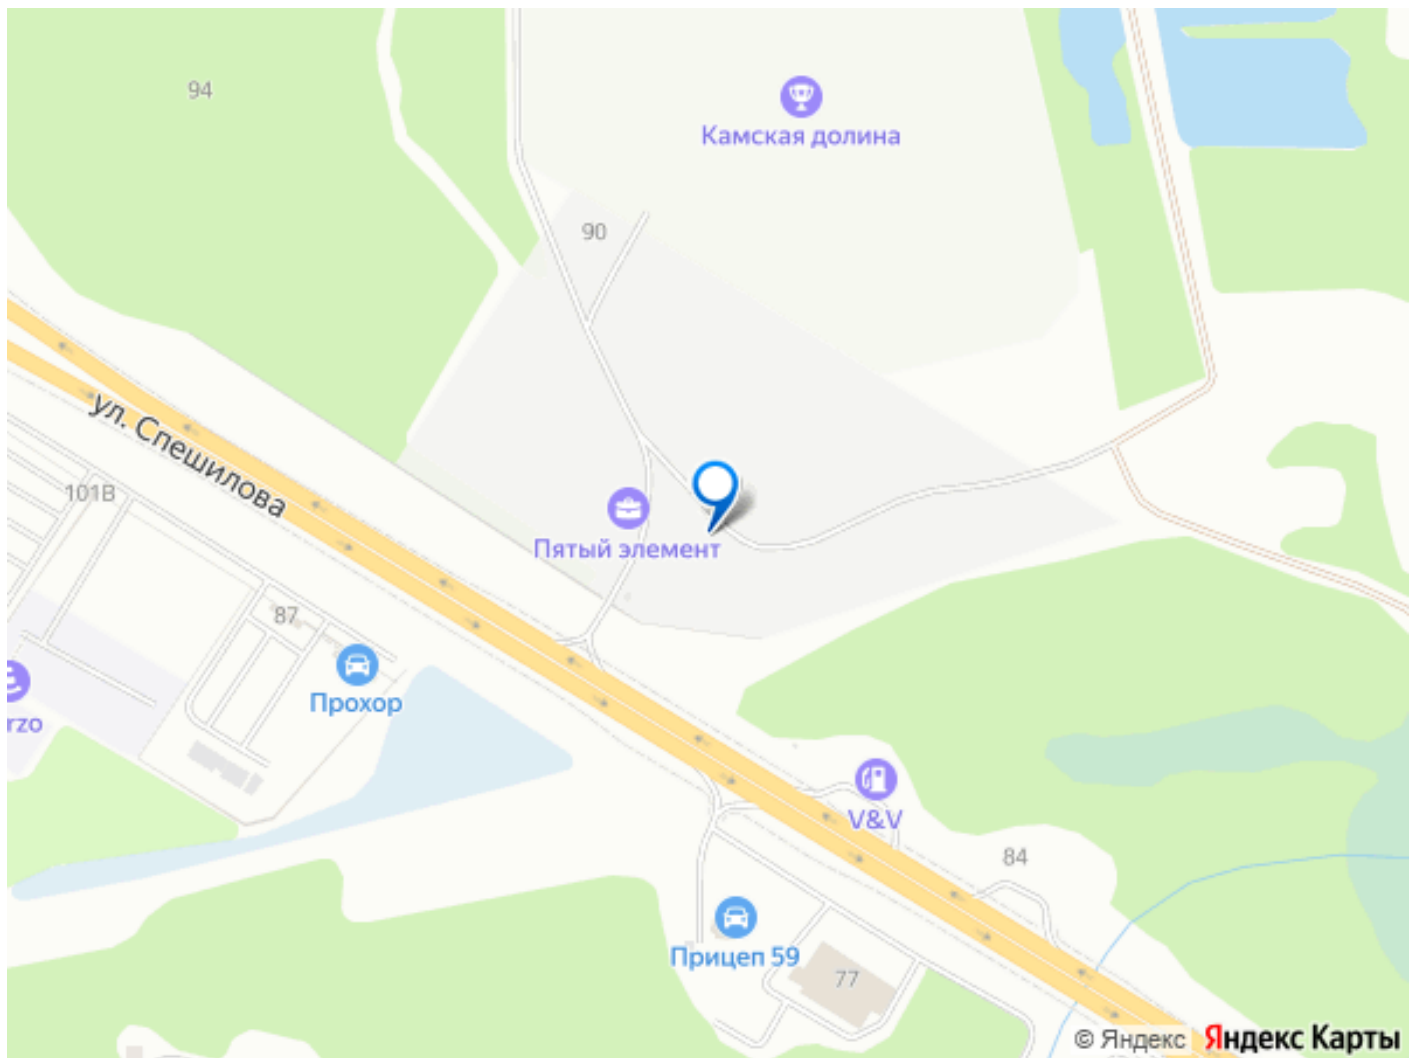 94
Камская долина
90
ул. Спешилова
101В
Пятый элемент
87
Прохор
rzo
V&V
84
Прицеп 59
77
© Яндекс Яндекс Карты